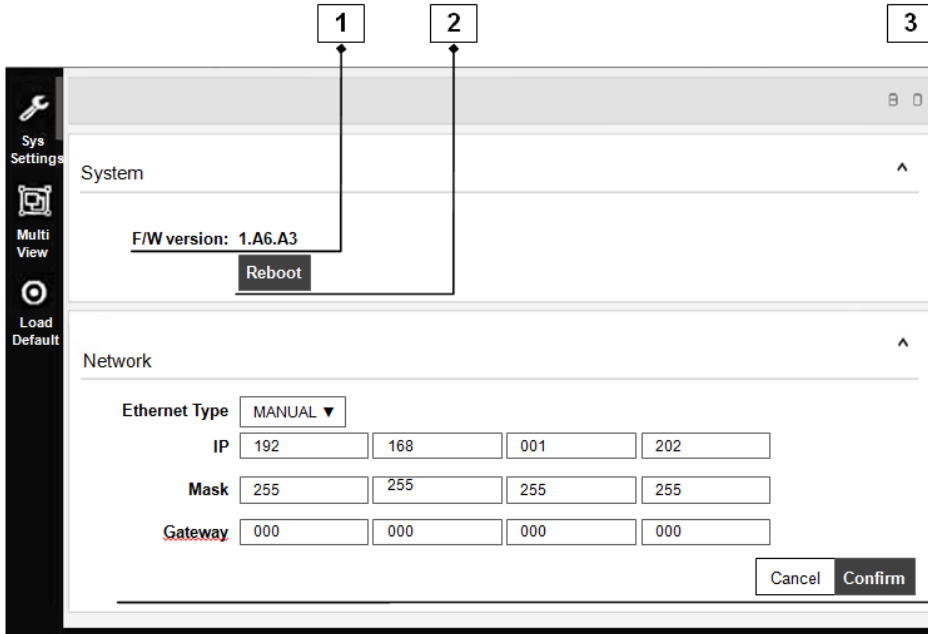 1 2 3
Sys
Settings
System
Multi
View
F/W version: 1.A6.A3
Reboot
Load
Default
Network
Ethernet Type MANUAL ▼
IP 192 168 001 202
Mask 255 255 255 255
Gateway 000 000 000 000
Cancel Confirm